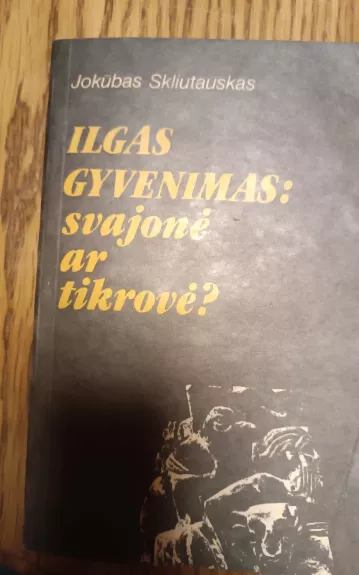 Jokūbas Skliutauskas
ILGAS
GYVENIMAS:
svajonė
ar
tikrovė?